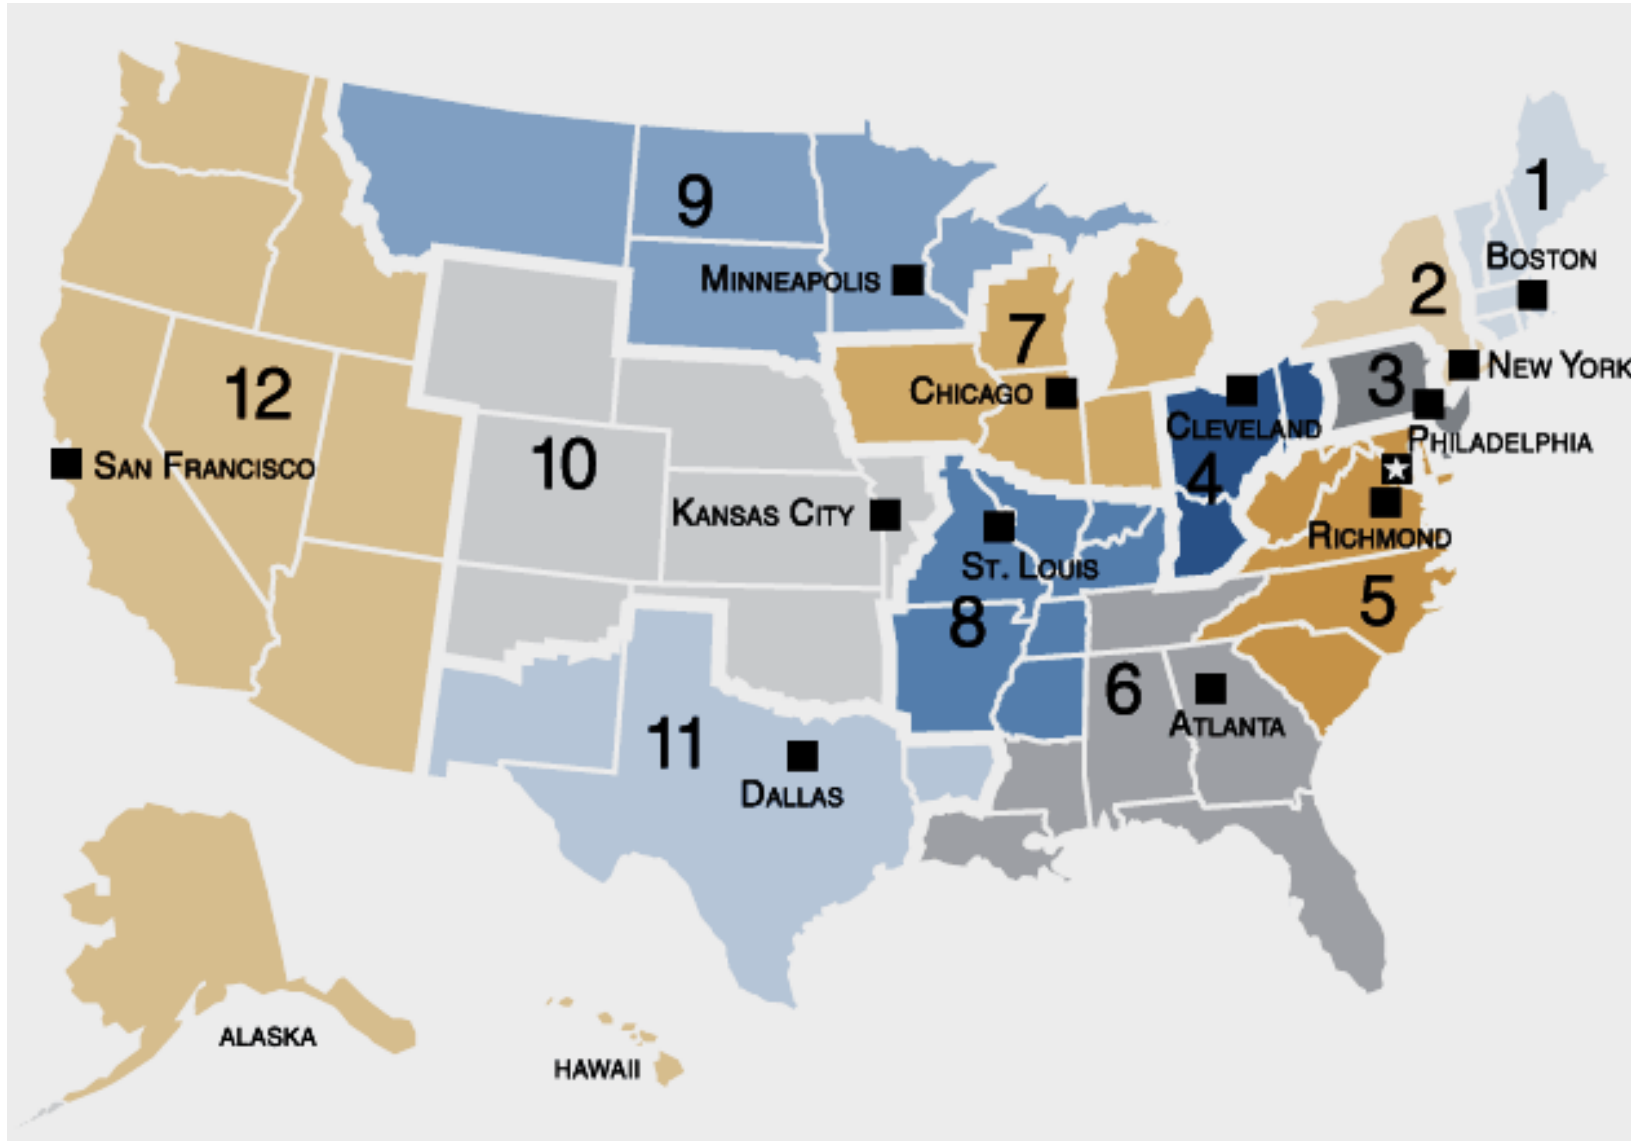 1
9
BOSTON
MINNEAPOLIS
2
7
NEW YORK
12
CHICAGO
3
CLEVELAND
PHILADELPHIA
SAN FRANCISCO
10
4
KANSAS CITY
RICHMOND
ST. LOUIS
8
5
6
11
ATLANTA
DALLAS
ALASKA
HAWAII